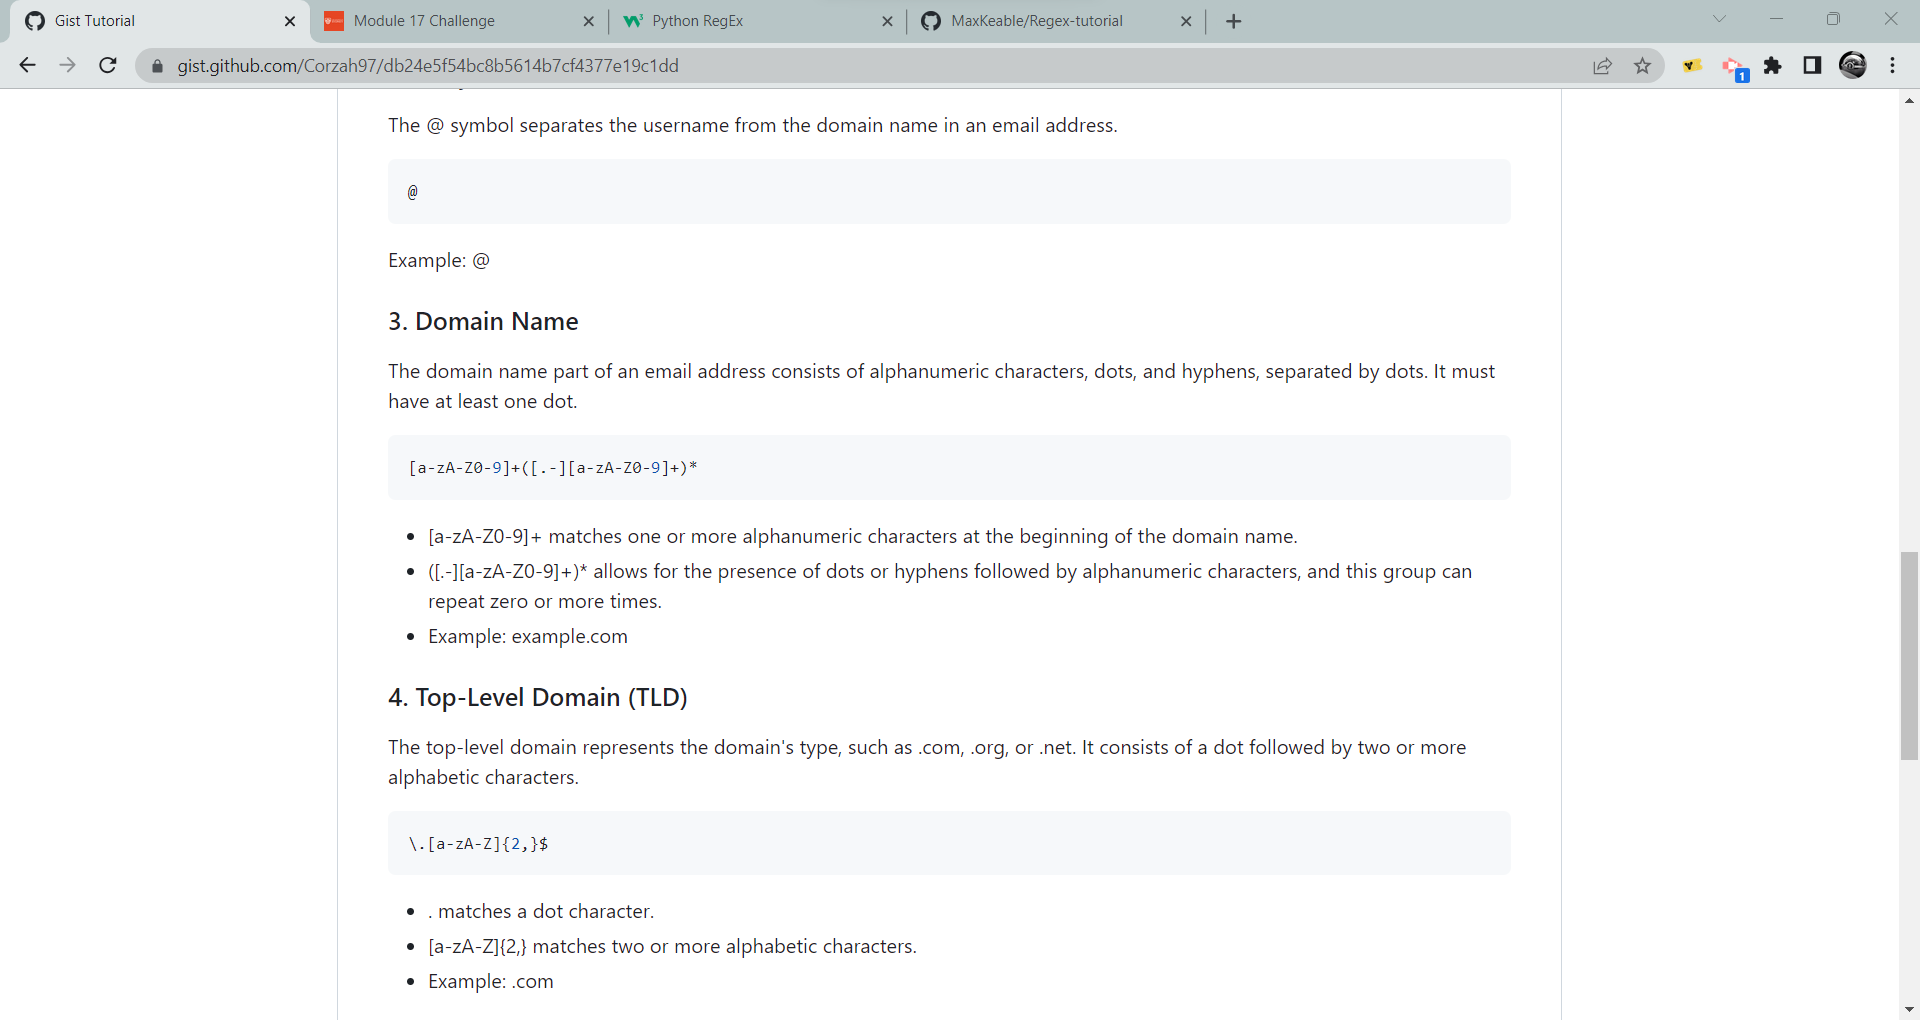 Gist Tutorial
Module 17 Challenge
Python RegEx
MaxKeable/Regex-tutorial
gist.github.com/Corzah97/db24e5f54bc8b5614b7cf4377e19c1dd
1
The @ symbol separates the username from the domain name in an email address.
@
Example: @
3. Domain Name
The domain name part of an email address consists of alphanumeric characters, dots, and hyphens, separated by dots. It must
have at least one dot.
[a-zA-Z0-9]+([.-][a-zA-Z0-9]+)*
• [a-zA-Z0-9]+ matches one or more alphanumeric characters at the beginning of the domain name.
• ([.-][a-zA-Z0-9]+)* allows for the presence of dots or hyphens followed by alphanumeric characters, and this group can
repeat zero or more times.
• Example: example.com
4. Top-Level Domain (TLD)
The top-level domain represents the domain's type, such as .com, .org, or .net. It consists of a dot followed by two or more
alphabetic characters.
\.[a-zA-Z]{2,}$
• . matches a dot character.
• [a-zA-Z]{2,} matches two or more alphabetic characters.
• Example: .com